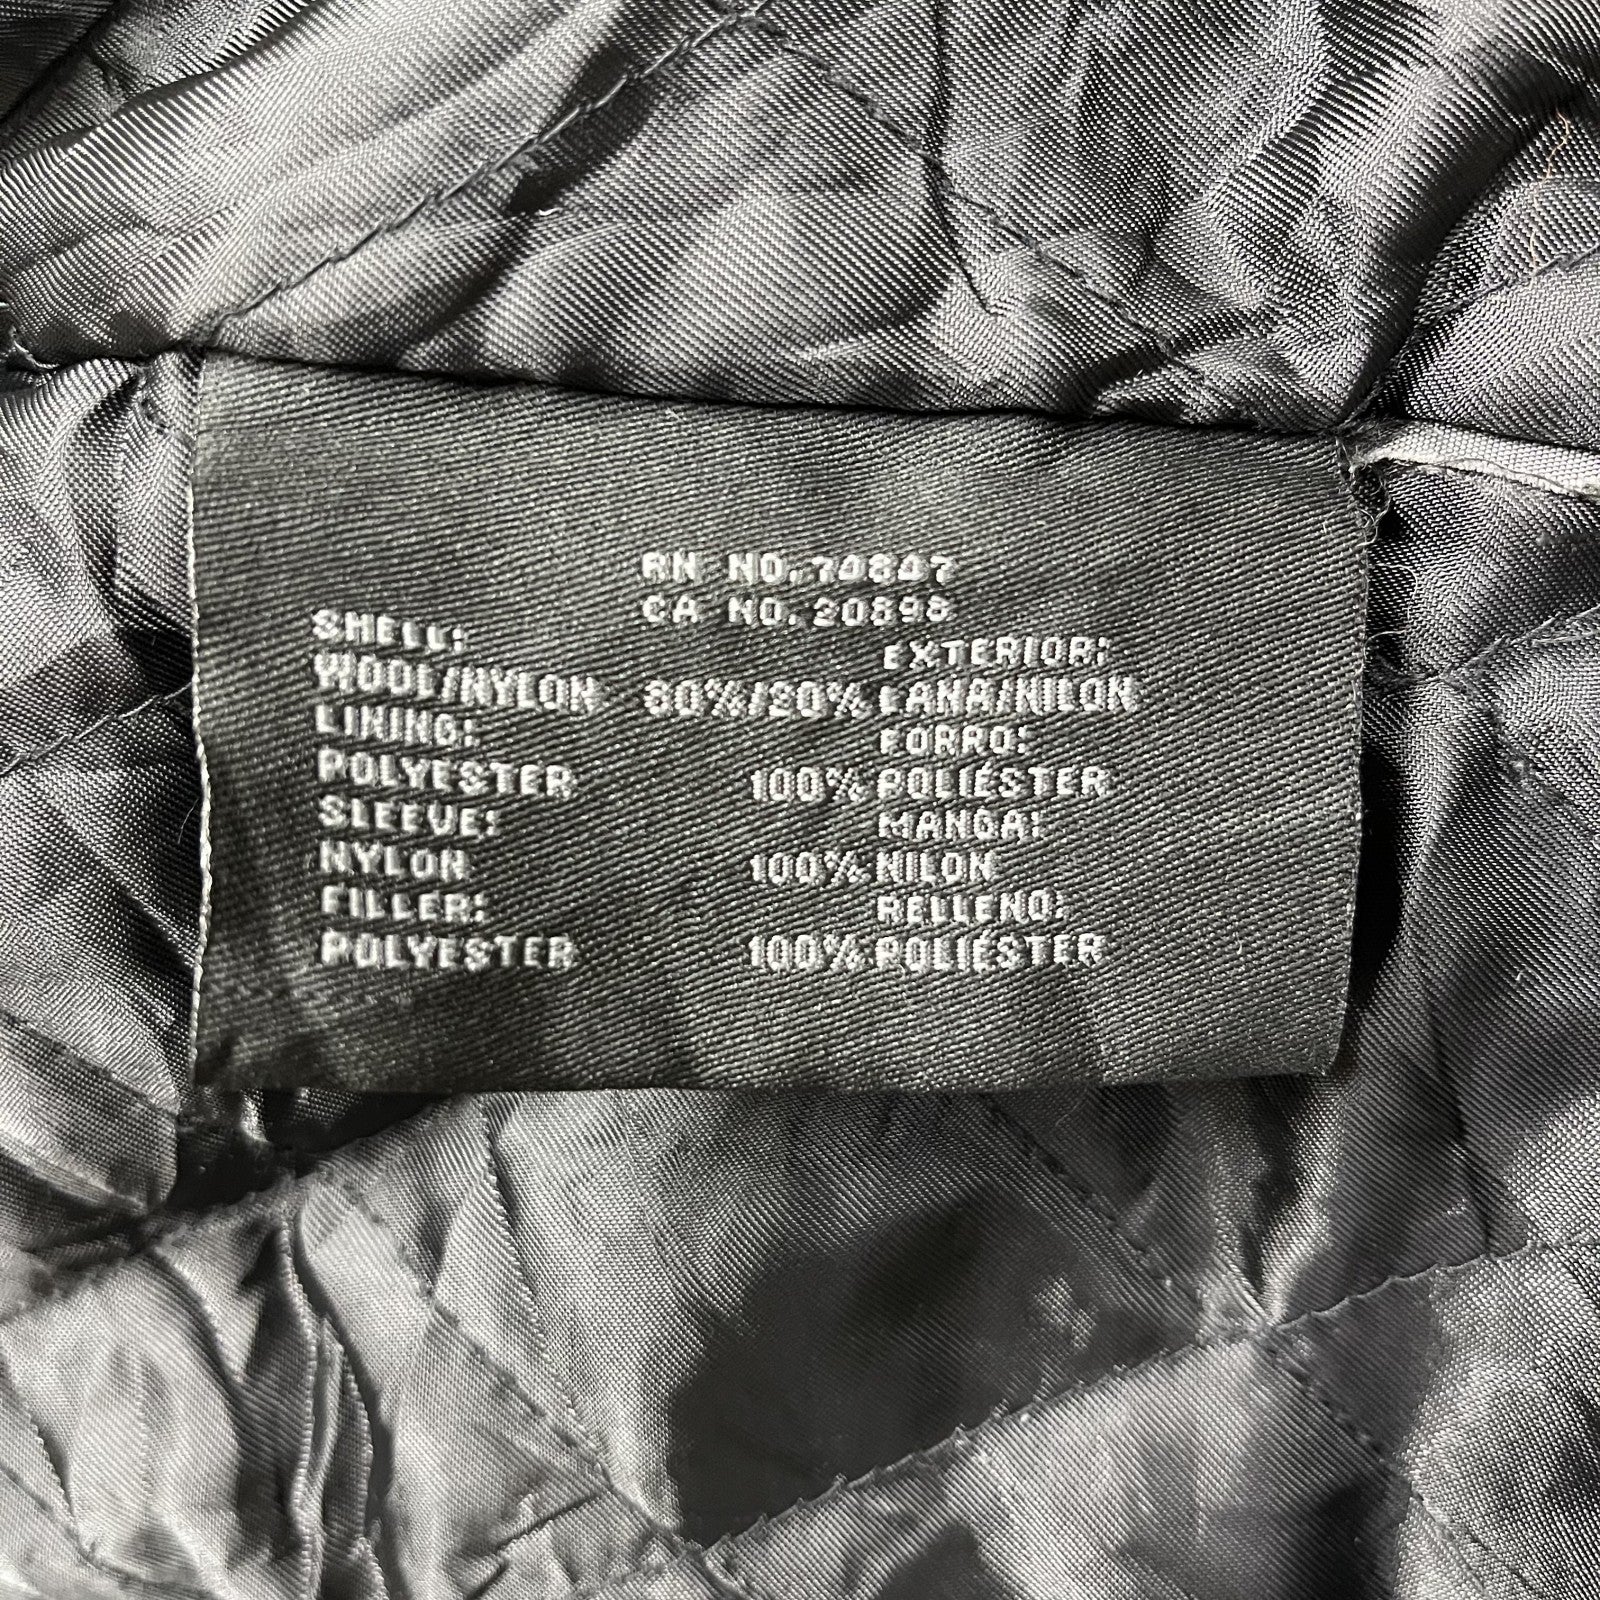 RN NO. 70807
CA NO. 20898
SHELL: EXTERIOR:
WOOL/NYLON 80%/20% LANA/NILON
LINING: FORRO:
POLYESTER 100% POLIÉSTER
SLEEVE: MANGA:
NYLON 100% NILON
FILLER: RELLENO:
POLYESTER 100% POLIÉSTER